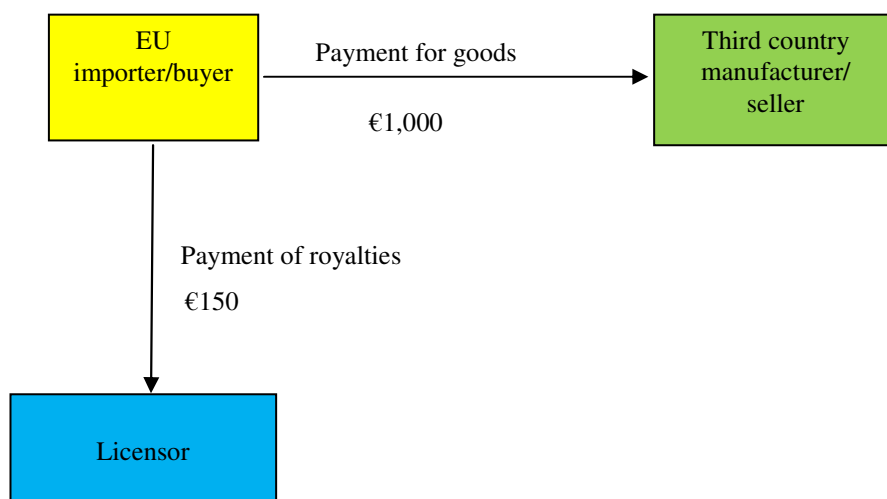 EU
importer/buyer
Payment for goods
€1,000
Third country
manufacturer/
seller
Payment of royalties
€150
Licensor